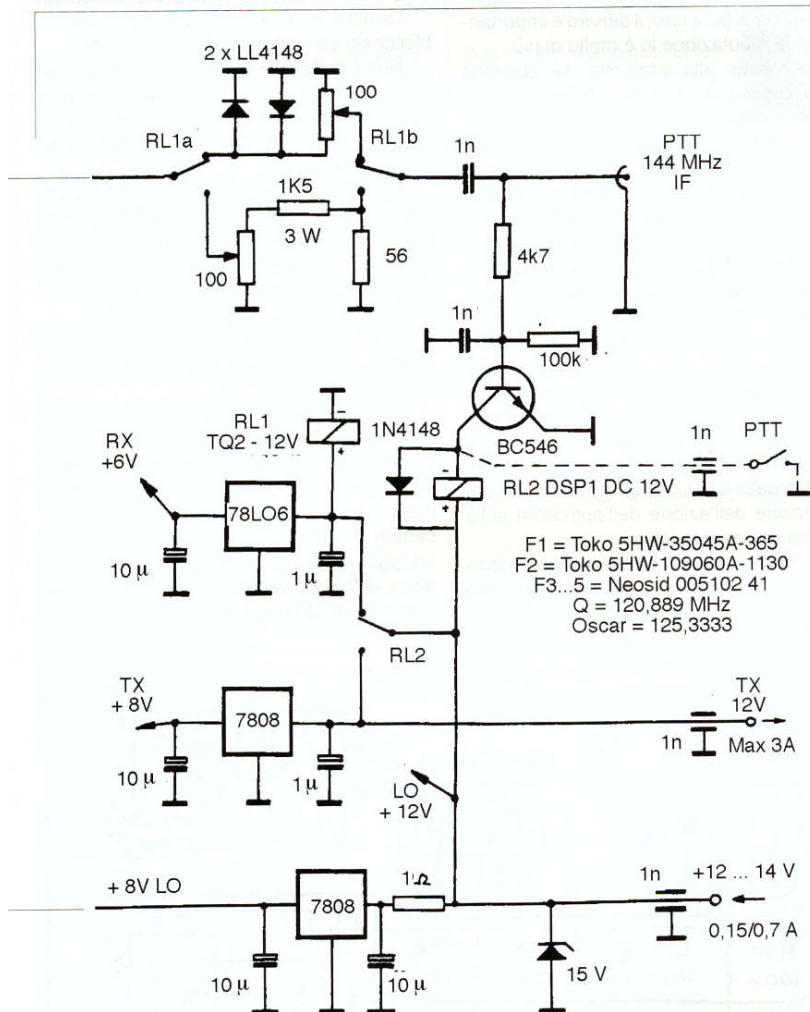 2 x LL4148
100
RL1a
RL1b
1n
PTT
144 MHz
IF
1K5
3 W
100
56
4k7
1n
100k
BC546
RL1
TQ2 - 12V
1N4148
RX
+6V
78LO6
10 µ
1 µ
-
+
-
+
1n
PTT
RL2 DSP1 DC 12V
F1 = Toko 5HW-35045A-365
F2 = Toko 5HW-109060A-1130
F3...5 = Neosid 005102 41
Q = 120,889 MHz
Oscar = 125,3333
RL2
TX
+ 8V
7808
10 µ
1 µ
TX
12V
1n
Max 3A
LO
+ 12V
+ 8V LO
7808
1Ω
10 µ
10 µ
15 V
1n
+12 ... 14 V
0,15/0,7 A